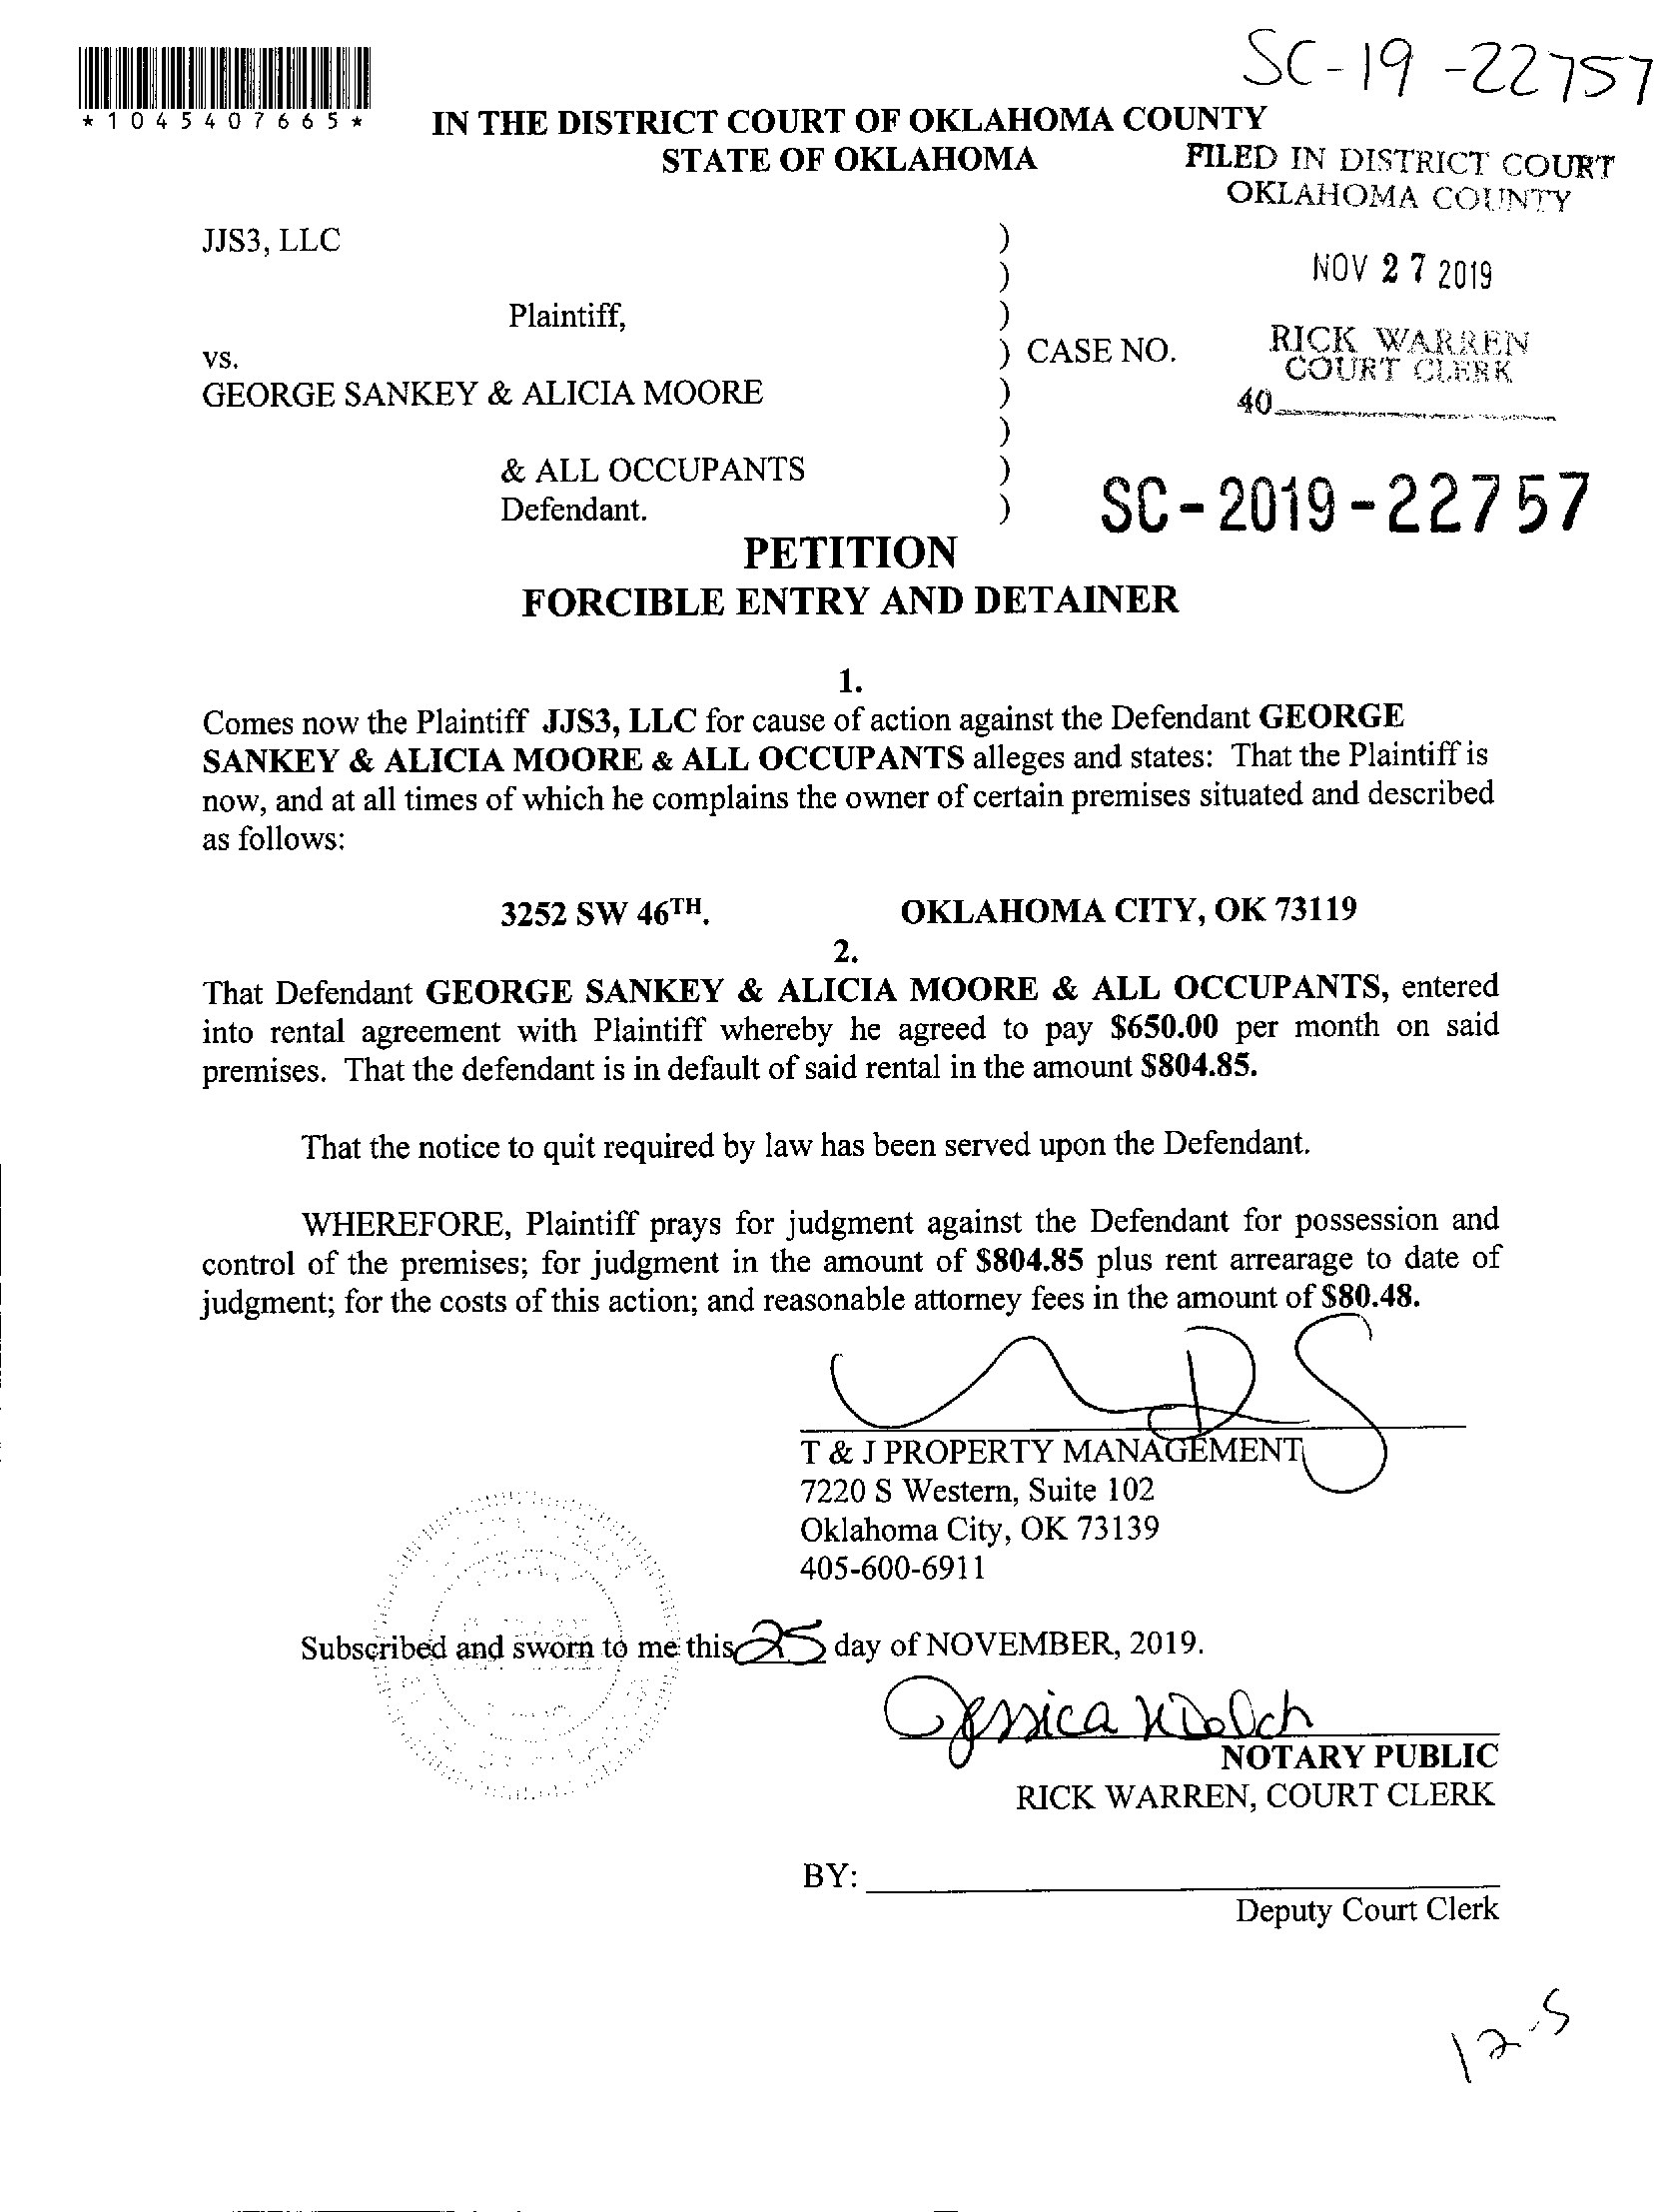 SC-19-22757
*1045407665*
IN THE DISTRICT COURT OF OKLAHOMA COUNTY
STATE OF OKLAHOMA
FILED IN DISTRICT COURT
OKLAHOMA COUNTY
JJS3, LLC )
)
NOV 27 2019
Plaintiff, )
vs. ) CASE NO.
RICK WARREN
COURT CLERK
GEORGE SANKEY & ALICIA MOORE )
40
)
& ALL OCCUPANTS )
Defendant. )
SC-2019-22757
PETITION
FORCIBLE ENTRY AND DETAINER
1.
Comes now the Plaintiff JJS3, LLC for cause of action against the Defendant GEORGE
SANKEY & ALICIA MOORE & ALL OCCUPANTS alleges and states: That the Plaintiff is
now, and at all times of which he complains the owner of certain premises situated and described
as follows:
3252 SW 46TH. OKLAHOMA CITY, OK 73119
2.
That Defendant GEORGE SANKEY & ALICIA MOORE & ALL OCCUPANTS, entered
into rental agreement with Plaintiff whereby he agreed to pay $650.00 per month on said
premises. That the defendant is in default of said rental in the amount $804.85.
That the notice to quit required by law has been served upon the Defendant.
WHEREFORE, Plaintiff prays for judgment against the Defendant for possession and
control of the premises; for judgment in the amount of $804.85 plus rent arrearage to date of
judgment; for the costs of this action; and reasonable attorney fees in the amount of $80.48.
T & J PROPERTY MANAGEMENT
7220 S Western, Suite 102
Oklahoma City, OK 73139
405-600-6911
Subscribed and sworn to me this 25 day of NOVEMBER, 2019.
Jessica Welch
NOTARY PUBLIC
RICK WARREN, COURT CLERK
BY:
Deputy Court Clerk
12-5